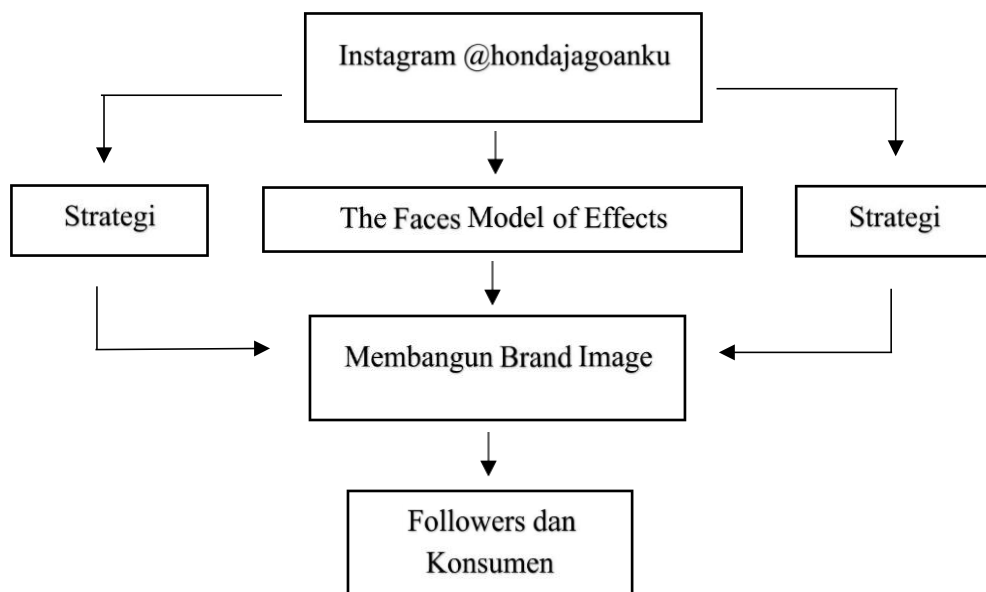 Instagram @hondajagoanku
Strategi
The Faces Model of Effects
Strategi
Membangun Brand Image
Followers dan
Konsumen